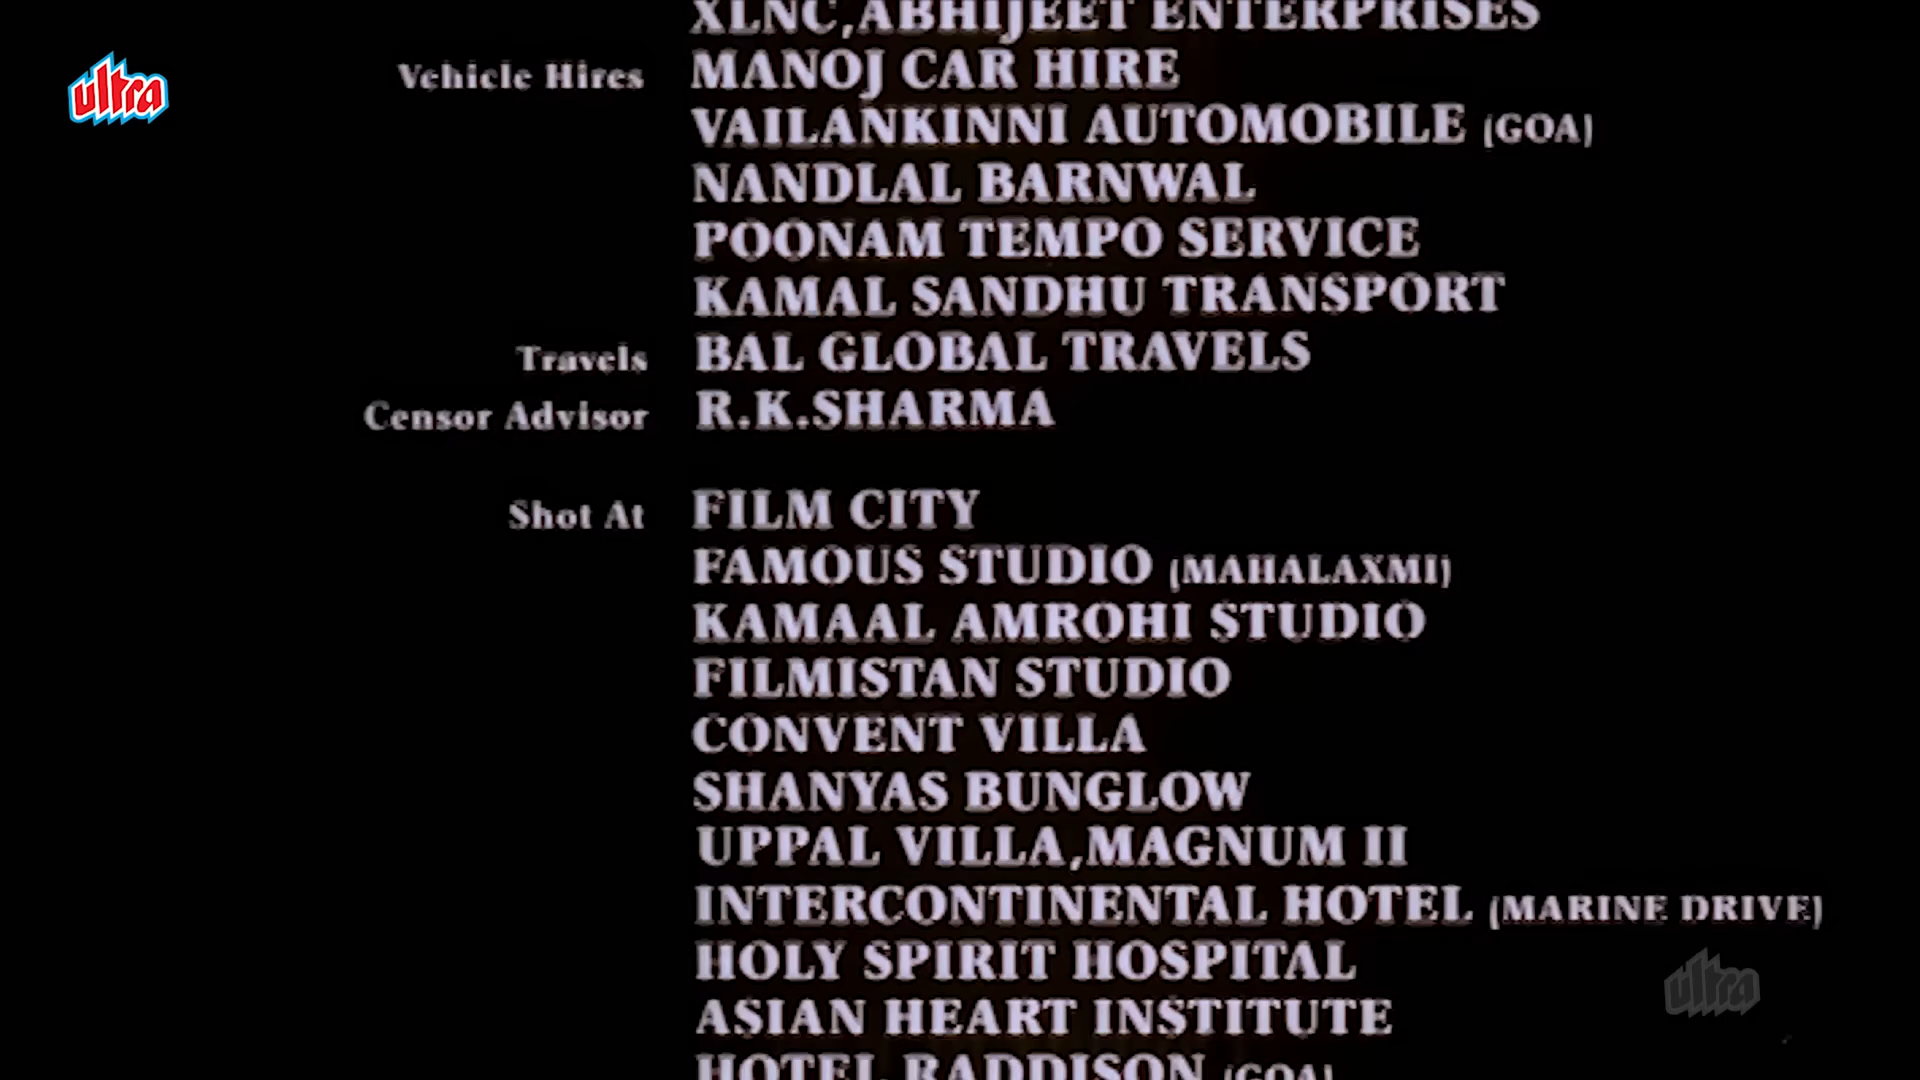 XLNC,ABHIJEET ENTERPRISES
ultra
Vehicle Hires MANOJ CAR HIRE
VAILANKINNI AUTOMOBILE (GOA)
NANDLAL BARNWAL
POONAM TEMPO SERVICE
KAMAL SANDHU TRANSPORT
Travels BAL GLOBAL TRAVELS
Censor Advisor R.K.SHARMA
Shot At FILM CITY
FAMOUS STUDIO (MAHALAXMI)
KAMAAL AMROHI STUDIO
FILMISTAN STUDIO
CONVENT VILLA
SHANYAS BUNGLOW
UPPAL VILLA,MAGNUM II
INTERCONTINENTAL HOTEL (MARINE DRIVE)
HOLY SPIRIT HOSPITAL
ultra
ASIAN HEART INSTITUTE
HOTEL RADDISON (GOA)